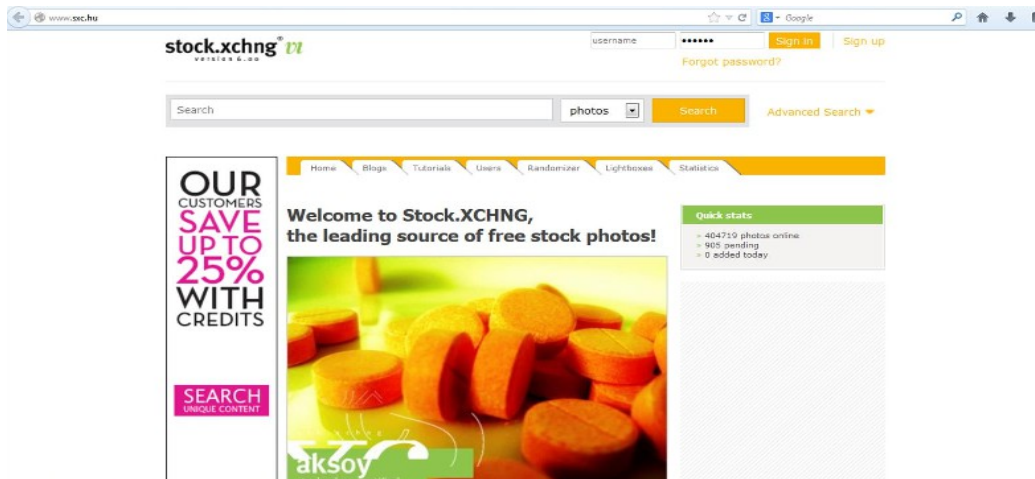 www.sxc.hu
Google
stock.xchng® vi
version 6.00
username
Sign in
Sign up
Forgot password?
Search
photos
Search
Advanced Search
OUR
CUSTOMERS
SAVE
UP TO
25%
WITH
CREDITS
SEARCH
UNIQUE CONTENT
Home
Blogs
Tutorials
Users
Randomizer
Lightboxes
Statistics
Welcome to Stock.XCHNG,
the leading source of free stock photos!
Quick stats
» 404719 photos online
» 905 pending
» 0 added today
aksoy